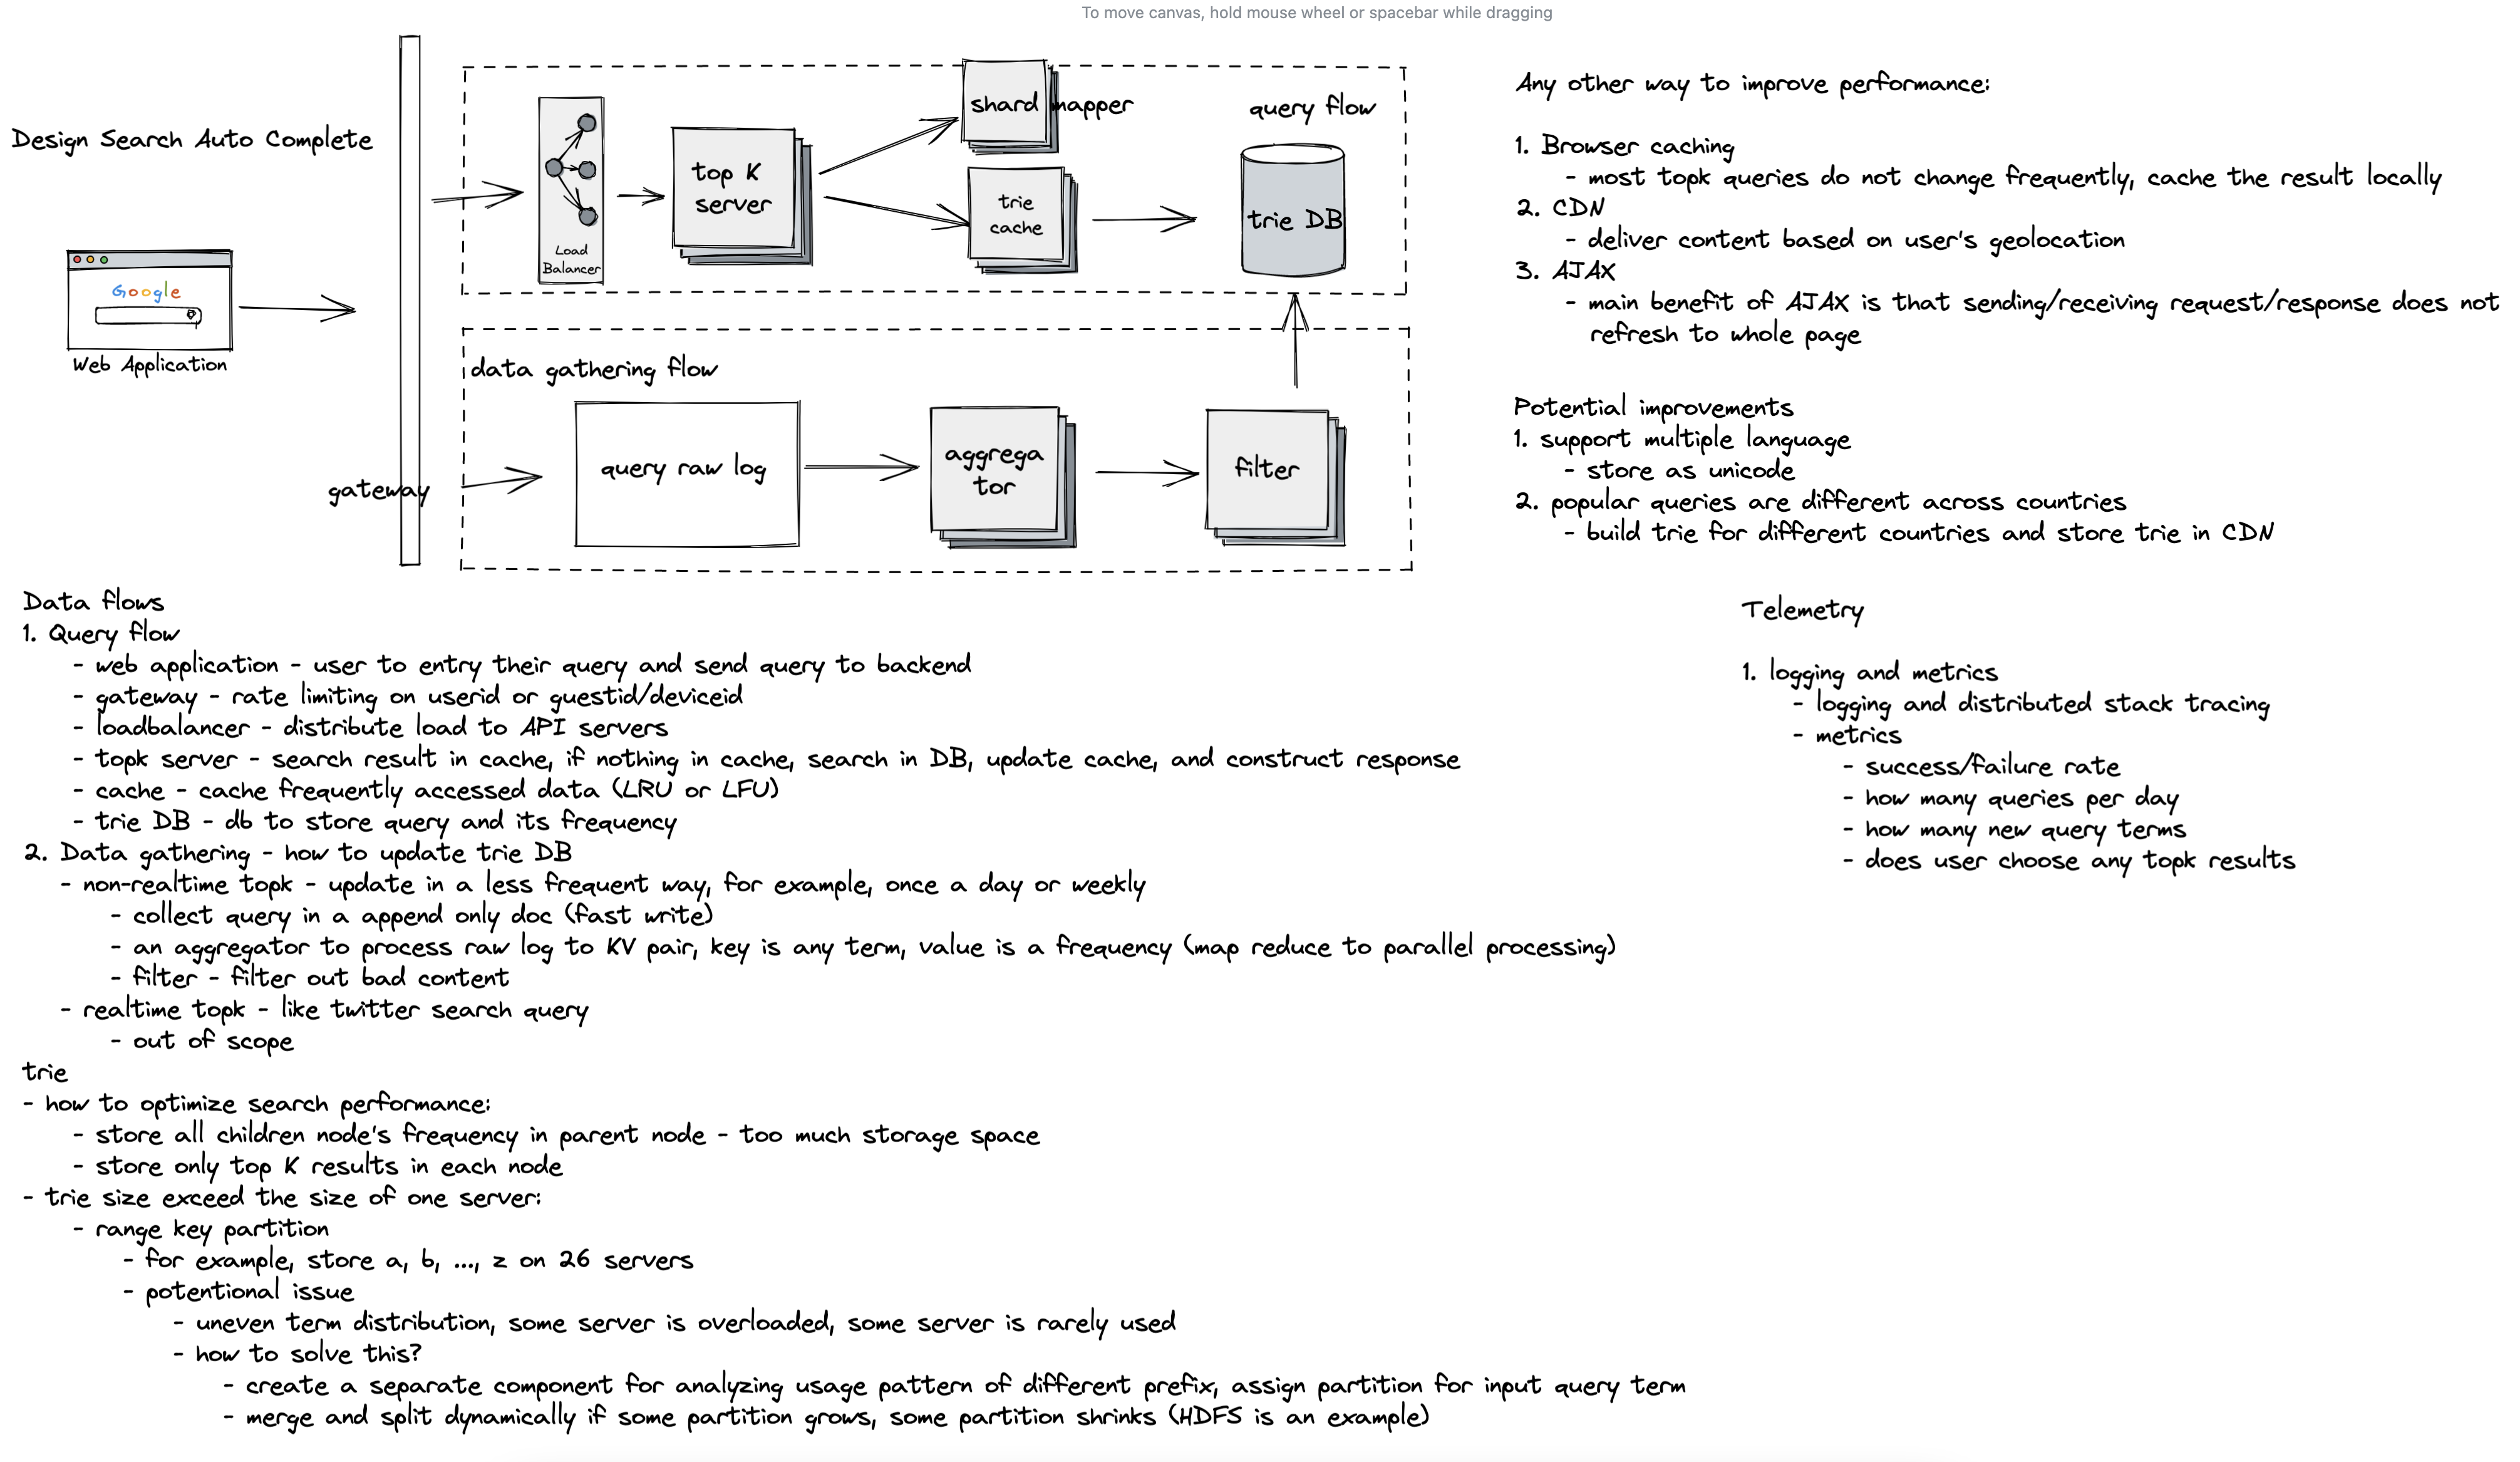 To move canvas, hold mouse wheel or spacebar while dragging
Design Search Auto Complete
Google
Web Application
gateway
Load
Balancer
top K
server
shard mapper
trie
cache
query flow
trie DB
data gathering flow
query raw log
aggrega
tor
filter
Any other way to improve performance:
1. Browser caching
- most topk queries do not change frequently, cache the result locally
2. CDN
- deliver content based on user's geolocation
3. AJAX
- main benefit of AJAX is that sending/receiving request/response does not
refresh to whole page
Potential improvements
1. support multiple language
- store as unicode
2. popular queries are different across countries
- build trie for different countries and store trie in CDN
Data flows
1. Query flow
- web application - user to entry their query and send query to backend
- gateway - rate limiting on userid or guestid/deviceid
- loadbalancer - distribute load to API servers
- topk server - search result in cache, if nothing in cache, search in DB, update cache, and construct response
- cache - cache frequently accessed data (LRU or LFU)
- trie DB - db to store query and its frequency
2. Data gathering - how to update trie DB
- non-realtime topk - update in a less frequent way, for example, once a day or weekly
- collect query in a append only doc (fast write)
- an aggregator to process raw log to KV pair, key is any term, value is a frequency (map reduce to parallel processing)
- filter - filter out bad content
- realtime topk - like twitter search query
- out of scope
trie
- how to optimize search performance:
- store all children node's frequency in parent node - too much storage space
- store only top K results in each node
- trie size exceed the size of one server:
- range key partition
- for example, store a, b, ..., z on 26 servers
- potentional issue
- uneven term distribution, some server is overloaded, some server is rarely used
- how to solve this?
- create a separate component for analyzing usage pattern of different prefix, assign partition for input query term
- merge and split dynamically if some partition grows, some partition shrinks (HDFS is an example)
Telemetry
1. logging and metrics
- logging and distributed stack tracing
- metrics
- success/failure rate
- how many queries per day
- how many new query terms
- does user choose any topk results